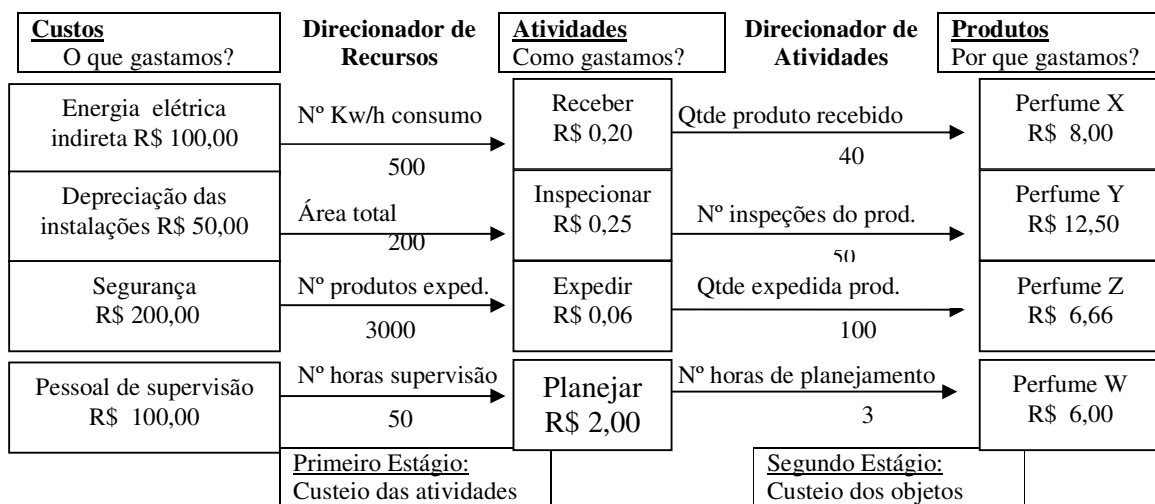 Custos
O que gastamos?
Direcionador de
Recursos
Atividades
Como gastamos?
Direcionador de
Atividades
Produtos
Por que gastamos?
Energia elétrica
indireta R$ 100,00
Nº Kw/h consumo
500
Receber
R$ 0,20
Qtde produto recebido
40
Perfume X
R$ 8,00
Depreciação das
instalações R$ 50,00
Área total
200
Inspecionar
R$ 0,25
Nº inspeções do prod.
50
Perfume Y
R$ 12,50
Segurança
R$ 200,00
Nº produtos exped.
3000
Expedir
R$ 0,06
Qtde expedida prod.
100
Perfume Z
R$ 6,66
Pessoal de supervisão
R$ 100,00
Nº horas supervisão
50
Planejar
R$ 2,00
Nº horas de planejamento
3
Perfume W
R$ 6,00
Primeiro Estágio:
Custeio das atividades
Segundo Estágio:
Custeio dos objetos